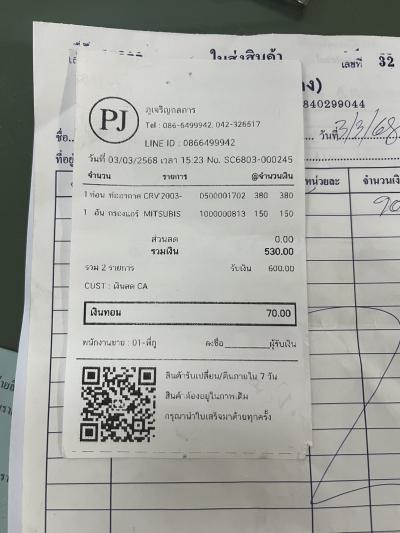 ใบส่งสินค้า
เลขที่ 32
840299044
ชื่อ
วันที่ 3/3/68
ที่อยู่
หน่วยละ
จำนวนเงิน
PJ
ภูเจริญกลการ
Tel : 086-6499942, 042-326517
LINE ID : 0866499942
วันที่ 03/03/2568 เวลา 15:23 No. SC6803-000245
จำนวน รายการ @จำนวนเงิน
1 ท่อน ท่ออากาศ CRV 2003- 0500001702 380 380
1 อัน กรองแอร์ MITSUBIS 1000000813 150 150
ส่วนลด 0.00
รวมเงิน 530.00
รวม 2 รายการ รับเงิน 600.00
CUST : เงินสด CA
เงินทอน 70.00
พนักงานขาย : 01-พี่ภู ลงชื่อ ผู้รับเงิน
สินค้ารับเปลี่ยน/คืนภายใน 7 วัน
สินค้าต้องอยู่ในภาพเดิม
กรุณานำใบเสร็จมาด้วยทุกครั้ง